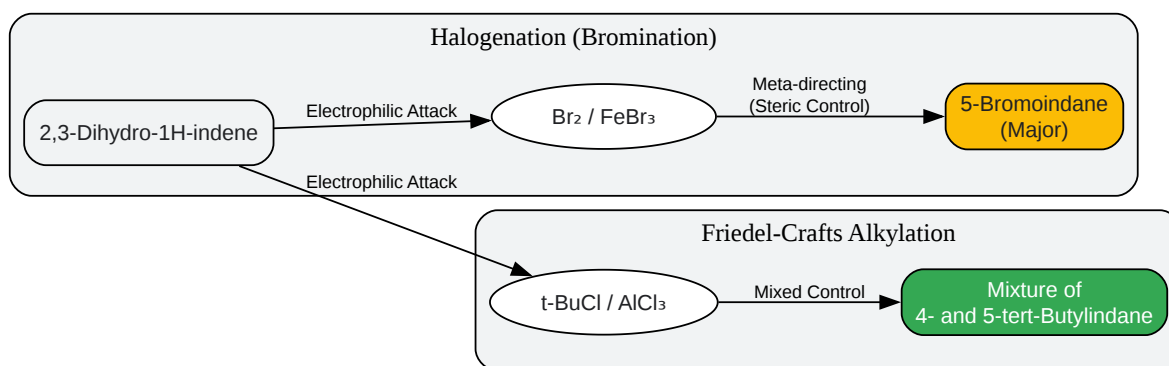 Halogenation (Bromination)
2,3-Dihydro-1H-indene
Electrophilic Attack
Br₂ / FeBr₃
Meta-directing
(Steric Control)
5-Bromoindane
(Major)
Electrophilic Attack
Friedel-Crafts Alkylation
t-BuCl / AlCl₃
Mixed Control
Mixture of
4- and 5-tert-Butylindane